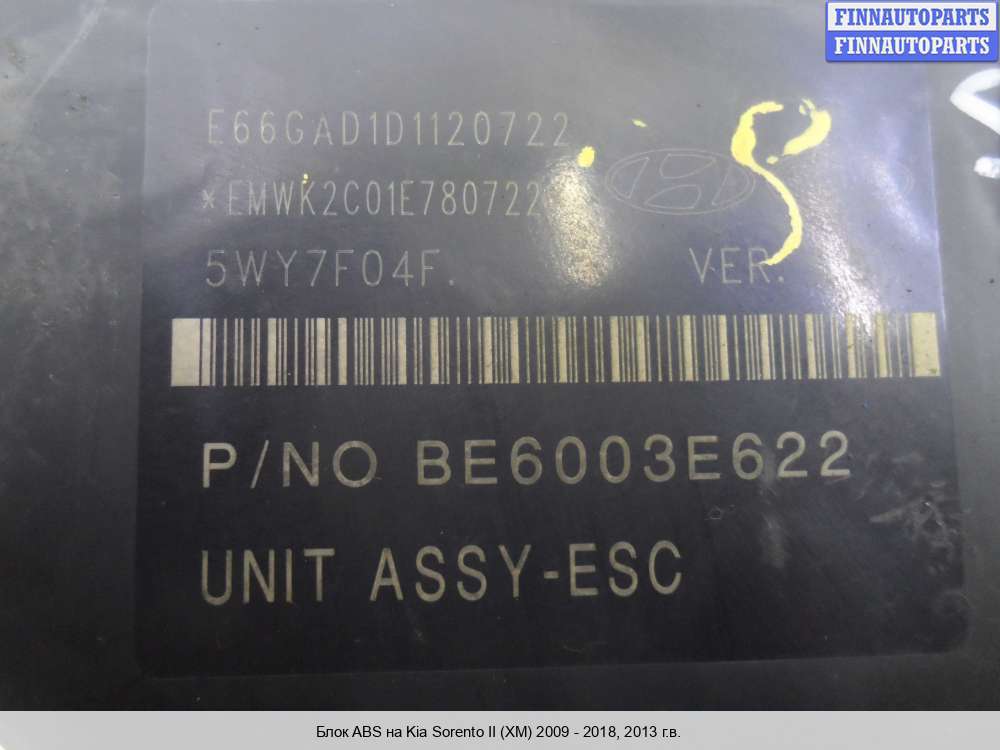 FINNAUTOPARTS
FINNAUTOPARTS
E66GAD1D1120722
*EMWK2C01E780722
5WY7F04F. VER.
P/NO BE6003E622
UNIT ASSY-ESC
Блок ABS на Kia Sorento II (XM) 2009 - 2018, 2013 г.в.